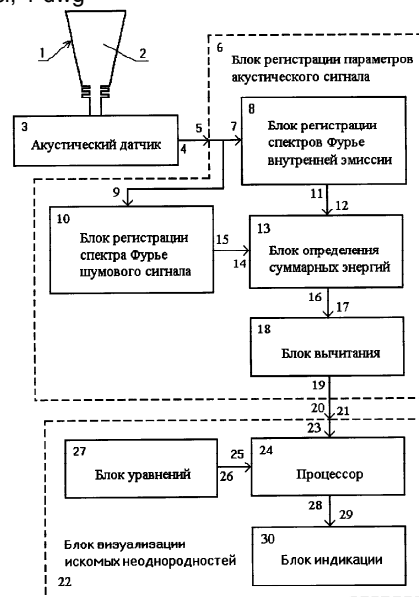 1
2
3
Акустический датчик
4
5
6
Блок регистрации параметров
акустического сигнала
7
8
Блок регистрации
спектров Фурье
внутренней эмиссии
9
10
Блок регистрации
спектра Фурье
шумового сигнала
11
12
13
Блок определения
суммарных энергий
15
14
16
17
18
Блок вычитания
19
20
21
23
24
Процессор
25
26
27
Блок уравнений
28
29
30
Блок индикации
Блок визуализации
искомых неоднородностей
22